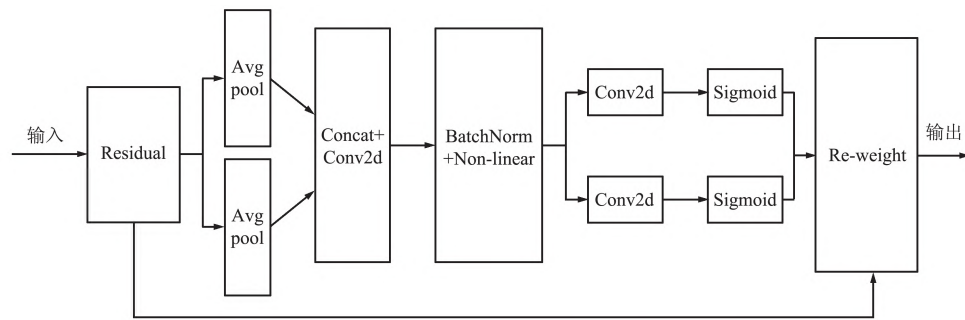 输入
Residual
Avg
pool
Avg
pool
Concat+
Conv2d
BatchNorm
+Non-linear
Conv2d
Sigmoid
Conv2d
Sigmoid
Re-weight
输出